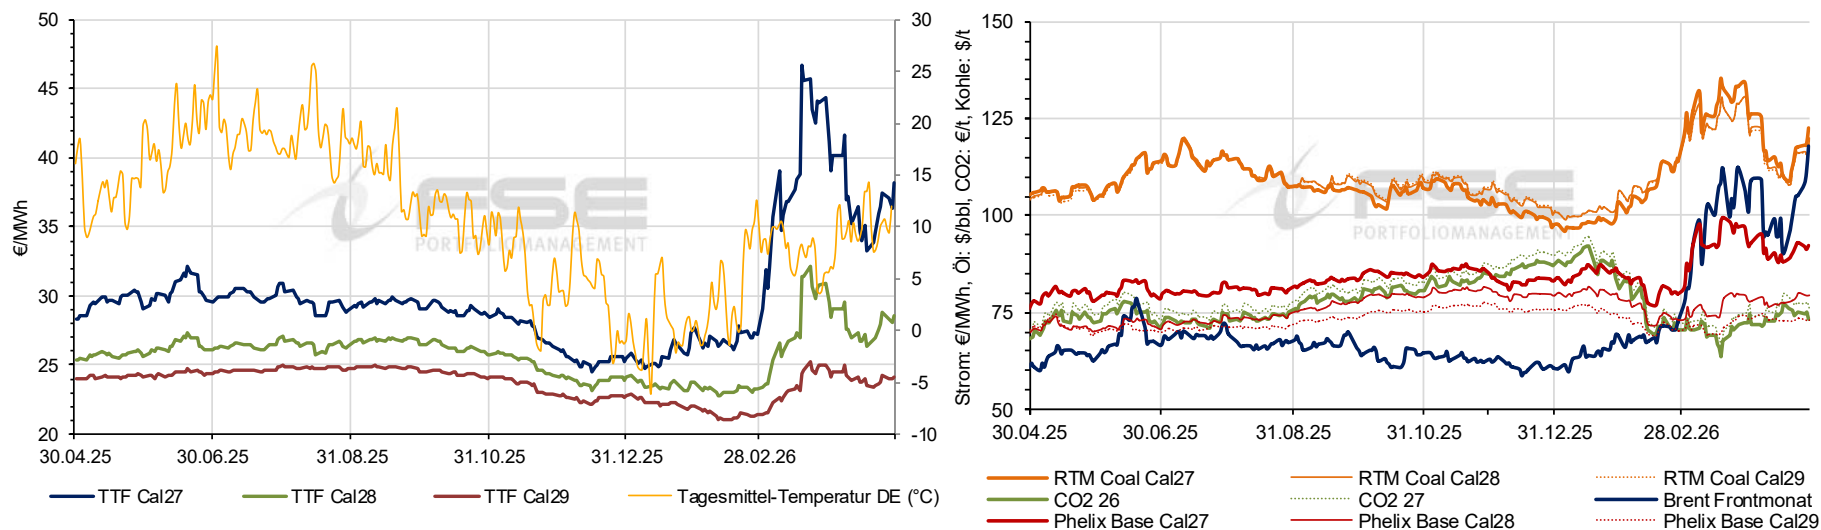 50
45
40
35
30
25
20
€/MWh
30
25
20
15
10
5
0
-5
-10
30.04.25 30.06.25 31.08.25 31.10.25 31.12.25 28.02.26
FSE
PORTFOLIOMANAGEMENT
TTF Cal27 TTF Cal28 TTF Cal29 Tagesmittel-Temperatur DE (°C)
Strom: €/MWh, Öl: $/bbl, CO2: €/t, Kohle: $/t
150
125
100
75
50
30.04.25 30.06.25 31.08.25 31.10.25 31.12.25 28.02.26
FSE
PORTFOLIOMANAGEMENT
RTM Coal Cal27 RTM Coal Cal28 RTM Coal Cal29
CO2 26 CO2 27 Brent Frontmonat
Phelix Base Cal27 Phelix Base Cal28 Phelix Base Cal29